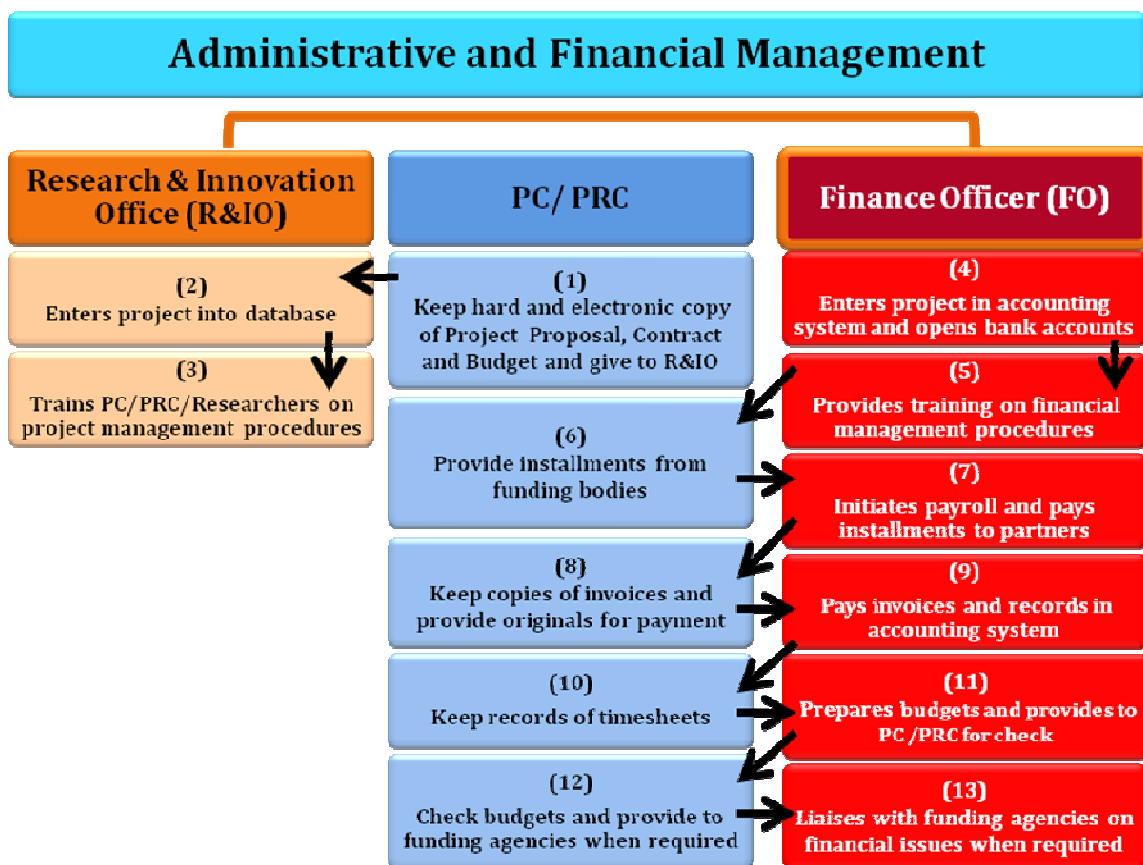 Administrative and Financial Management
Research & Innovation
Office (R&IO)
PC/ PRC
Finance Officer (FO)
(2)
Enters project into database
(3)
Trains PC/PRC/Researchers on
project management procedures
(1)
Keep hard and electronic copy
of Project Proposal, Contract
and Budget and give to R&IO
(6)
Provide installments from
funding bodies
(8)
Keep copies of invoices and
provide originals for payment
(10)
Keep records of timesheets
(12)
Check budgets and provide to
funding agencies when required
(4)
Enters project in accounting
system and opens bank accounts
(5)
Provides training on financial
management procedures
(7)
Initiates payroll and pays
installments to partners
(9)
Pays invoices and records in
accounting system
(11)
Prepares budgets and provides to
PC/PRC for check
(13)
Liaises with funding agencies on
financial issues when required